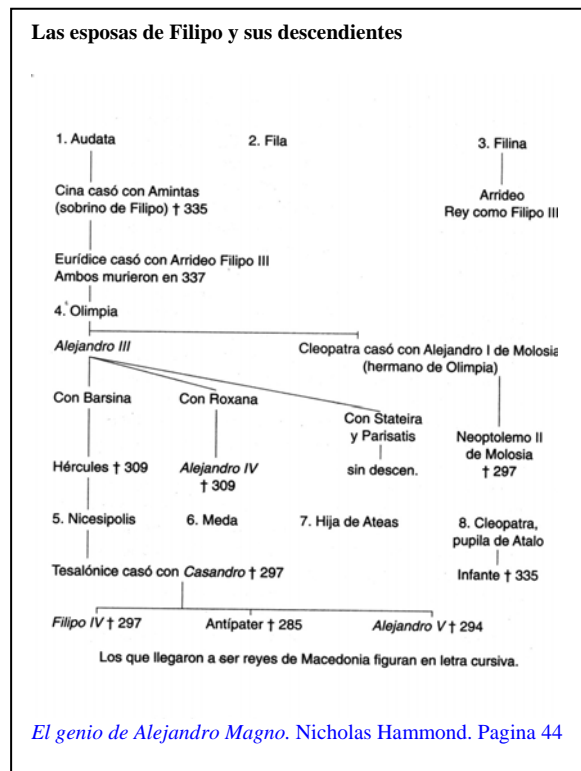 Las esposas de Filipo y sus descendientes
1. Audata
2. Fila
3. Filina
Cina casó con Amintas
(sobrino de Filipo) † 335
Arrideo
Rey como Filipo III
Eurídice casó con Arrideo Filipo III
Ambos murieron en 337
4. Olimpia
Alejandro III
Cleopatra casó con Alejandro I de Molosia
(hermano de Olimpia)
Con Barsina
Con Roxana
Con Stateira
y Parisatis
Neoptolemo II
de Molosia
† 297
Hércules † 309
Alejandro IV
† 309
sin descen.
5. Nicesipolis
6. Meda
7. Hija de Ateas
8. Cleopatra,
pupila de Atalo
Tesalónice casó con Casandro † 297
Infante † 335
Filipo IV † 297
Antípater † 285
Alejandro V † 294
Los que llegaron a ser reyes de Macedonia figuran en letra cursiva.
El genio de Alejandro Magno. Nicholas Hammond. Pagina 44